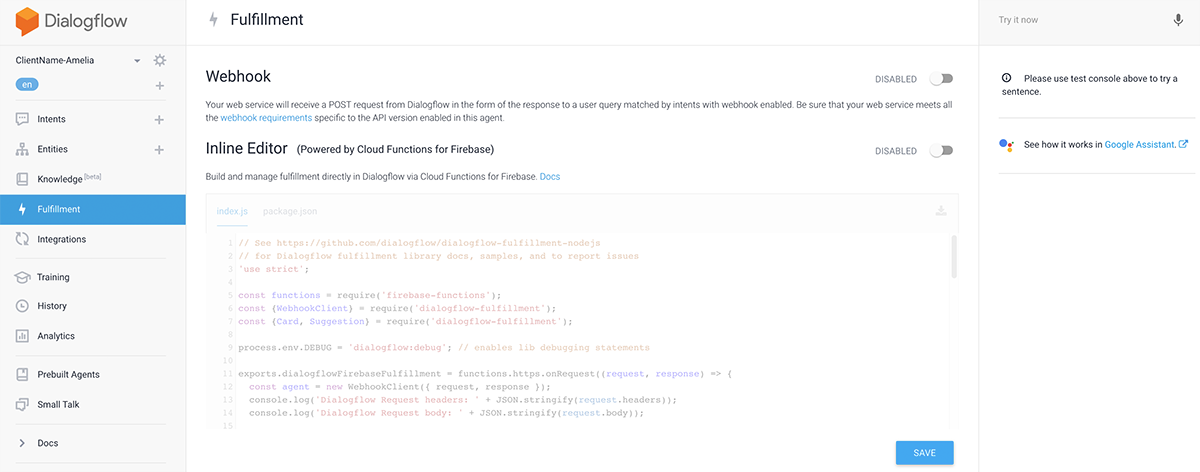 Dialogflow
ClientName-Amelia
en
Intents
Entities
Knowledge [beta]
Fulfillment
Integrations
Training
History
Analytics
Prebuilt Agents
Small Talk
Docs
Fulfillment
Webhook
DISABLED
Your web service will receive a POST request from Dialogflow in the form of the response to a user query matched by intents with webhook enabled. Be sure that your web service meets all
the webhook requirements specific to the API version enabled in this agent.
Inline Editor (Powered by Cloud Functions for Firebase)
DISABLED
Build and manage fulfillment directly in Dialogflow via Cloud Functions for Firebase. Docs
index.js package.json
1 // See https://github.com/dialogflow/dialogflow-fulfillment-nodejs
2 // for Dialogflow fulfillment library docs, samples, and to report issues
3 'use strict';
4
5 const functions = require('firebase-functions');
6 const {WebhookClient} = require('dialogflow-fulfillment');
7 const {Card, Suggestion} = require('dialogflow-fulfillment');
8
9 process.env.DEBUG = 'dialogflow:debug'; // enables lib debugging statements
10
11 exports.dialogflowFirebaseFulfillment = functions.https.onRequest((request, response) => {
12 const agent = new WebhookClient({ request, response });
13 console.log('Dialogflow Request headers: ' + JSON.stringify(request.headers));
14 console.log('Dialogflow Request body: ' + JSON.stringify(request.body));
15
SAVE
Try it now
Please use test console above to try a
sentence.
See how it works in Google Assistant.